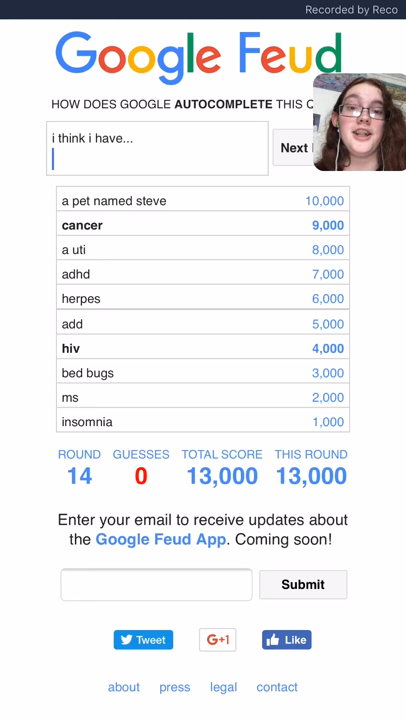 Recorded by Reco
Google Feud
HOW DOES GOOGLE AUTOCOMPLETE THIS
i think i have...
Next
a pet named steve 10,000
cancer 9,000
a uti 8,000
adhd 7,000
herpes 6,000
add 5,000
hiv 4,000
bed bugs 3,000
ms 2,000
insomnia 1,000
ROUND GUESSES TOTAL SCORE THIS ROUND
14 0 13,000 13,000
Enter your email to receive updates about
the Google Feud App. Coming soon!
Submit
Tweet G+1 Like
about press legal contact